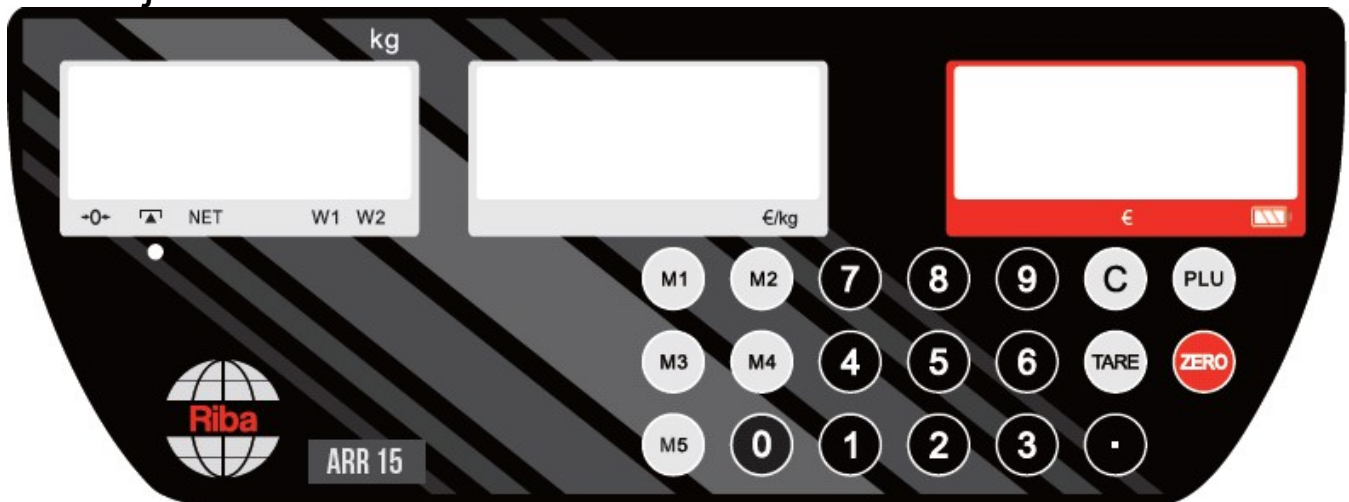 kg
→0← NET W1 W2
€/kg
€
M1 M2 7 8 9 C PLU
M3 M4 4 5 6 TARE ZERO
M5 0 1 2 3 .
Riba
ARR 15